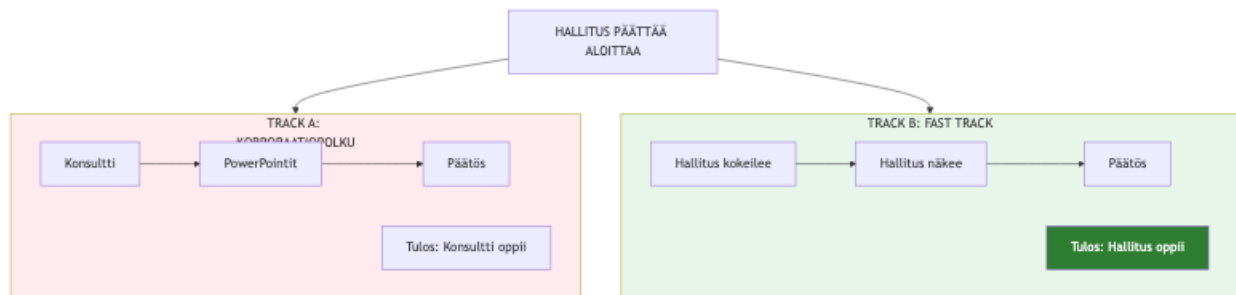 HALLITUS PÄÄTTÄÄ
ALOITTAA
TRACK A:
KORPORAATIOPOLKU
Konsultti
PowerPointit
Päätös
Tulos: Konsultti oppii
TRACK B: FAST TRACK
Hallitus kokeilee
Hallitus näkee
Päätös
Tulos: Hallitus oppii